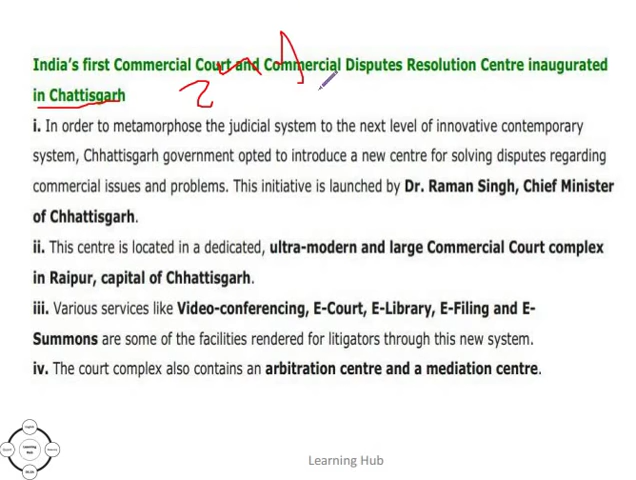 India's first Commercial Court and Commercial Disputes Resolution Centre inaugurated
in Chattisgarh
i. In order to metamorphose the judicial system to the next level of innovative contemporary
system, Chhattisgarh government opted to introduce a new centre for solving disputes regarding
commercial issues and problems. This initiative is launched by Dr. Raman Singh, Chief Minister
of Chhattisgarh.
ii. This centre is located in a dedicated, ultra-modern and large Commercial Court complex
in Raipur, capital of Chhattisgarh.
iii. Various services like Video-conferencing, E-Court, E-Library, E-Filing and E-
Summons are some of the facilities rendered for litigators through this new system.
iv. The court complex also contains an arbitration centre and a mediation centre.
English
Learning
Hub
Learning Hub